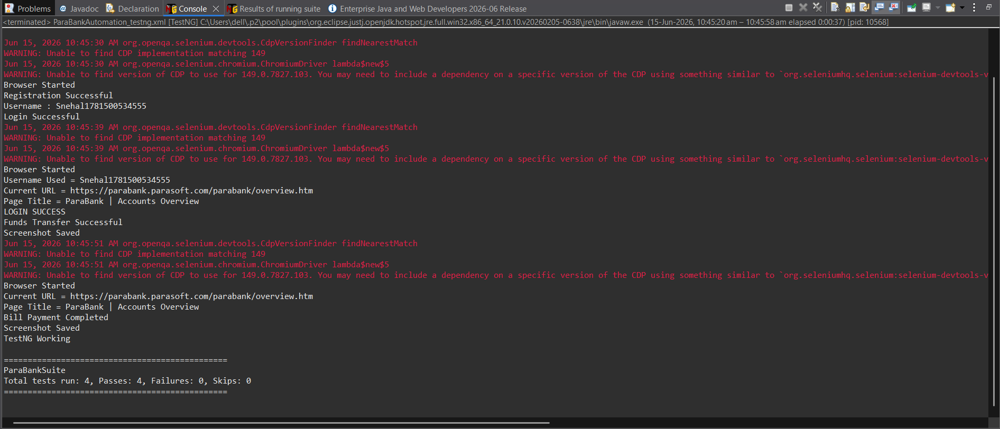 Problems @ Javadoc Declaration Console Results of running suite Enterprise Java and Web Developers 2026-06 Release
<terminated> ParaBankAutomation_testng.xml [TestNG] C:\Users\dell\.p2\pool\plugins\org.eclipse.justj.openjdk.hotspot.jre.full.win32.x86_64_21.0.10.v20260205-0638\jre\bin\javaw.exe (15-Jun-2026, 10:45:20 am – 10:45:58 am elapsed 0:00:37) [pid: 10568]
Jun 15, 2026 10:45:30 AM org.openqa.selenium.devtools.CdpVersionFinder findNearestMatch
WARNING: Unable to find CDP implementation matching 149
Jun 15, 2026 10:45:30 AM org.openqa.selenium.chromium.ChromiumDriver lambda$new$5
WARNING: Unable to find version of CDP to use for 149.0.7827.103. You may need to include a dependency on a specific version of the CDP using something similar to `org.seleniumhq.selenium:selenium-devtools-v
Browser Started
Registration Successful
Username : Snehal1781500534555
Login Successful
Jun 15, 2026 10:45:39 AM org.openqa.selenium.devtools.CdpVersionFinder findNearestMatch
WARNING: Unable to find CDP implementation matching 149
Jun 15, 2026 10:45:39 AM org.openqa.selenium.chromium.ChromiumDriver lambda$new$5
WARNING: Unable to find version of CDP to use for 149.0.7827.103. You may need to include a dependency on a specific version of the CDP using something similar to `org.seleniumhq.selenium:selenium-devtools-v
Browser Started
Username Used = Snehal1781500534555
Current URL = https://parabank.parasoft.com/parabank/overview.htm
Page Title = ParaBank | Accounts Overview
LOGIN SUCCESS
Funds Transfer Successful
Screenshot Saved
Jun 15, 2026 10:45:51 AM org.openqa.selenium.devtools.CdpVersionFinder findNearestMatch
WARNING: Unable to find CDP implementation matching 149
Jun 15, 2026 10:45:51 AM org.openqa.selenium.chromium.ChromiumDriver lambda$new$5
WARNING: Unable to find version of CDP to use for 149.0.7827.103. You may need to include a dependency on a specific version of the CDP using something similar to `org.seleniumhq.selenium:selenium-devtools-v
Browser Started
Current URL = https://parabank.parasoft.com/parabank/overview.htm
Page Title = ParaBank | Accounts Overview
Bill Payment Completed
Screenshot Saved
TestNG Working
===============================================
ParaBankSuite
Total tests run: 4, Passes: 4, Failures: 0, Skips: 0
===============================================